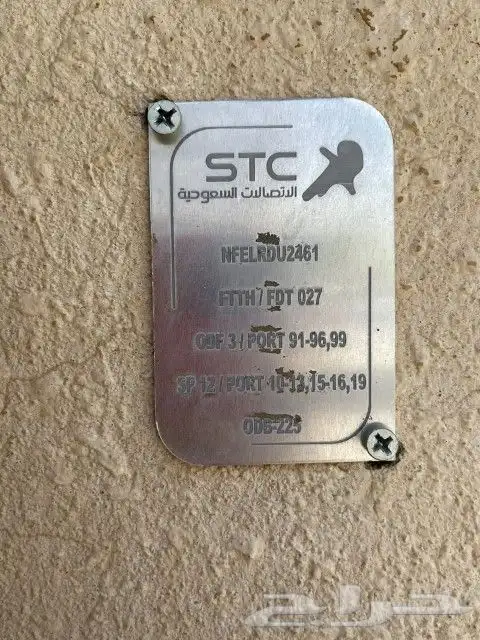 STC
الاتصالات السعودية
NFELRDU2461
FTTH / FDT 027
ODF 3 / PORT 91-96,99
SP 12 / PORT 10-13,15-16,19
ODB-225
حراج